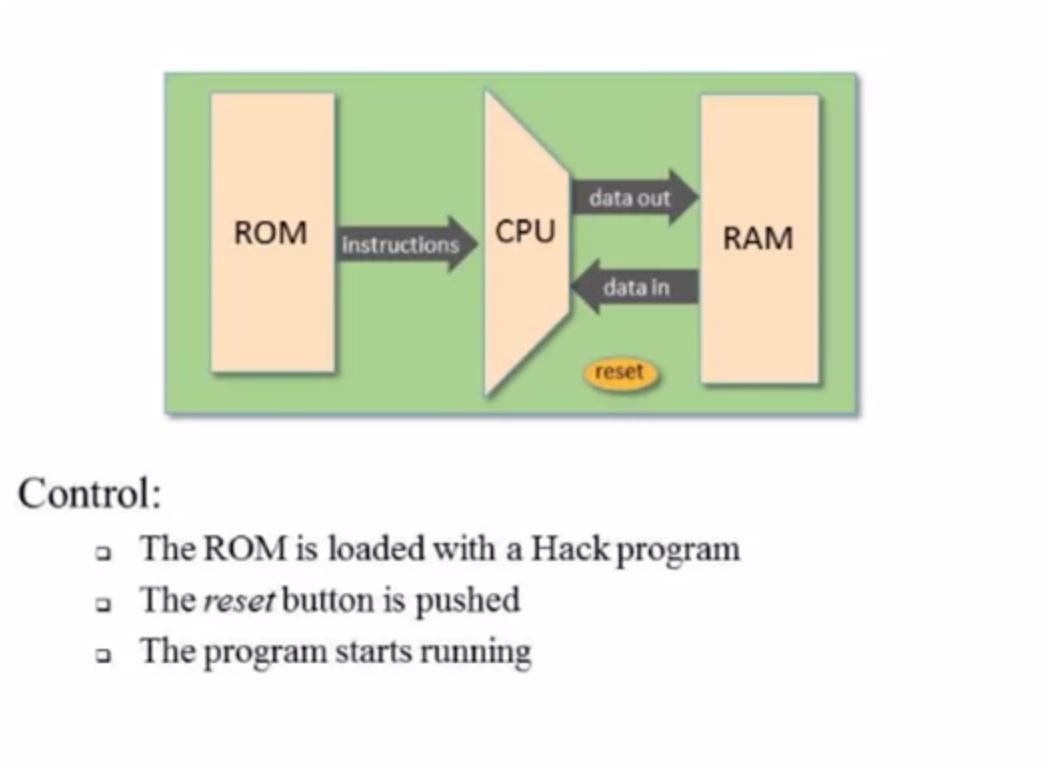 ROM
instructions
CPU
data out
data in
RAM
reset
Control:
The ROM is loaded with a Hack program
The reset button is pushed
The program starts running